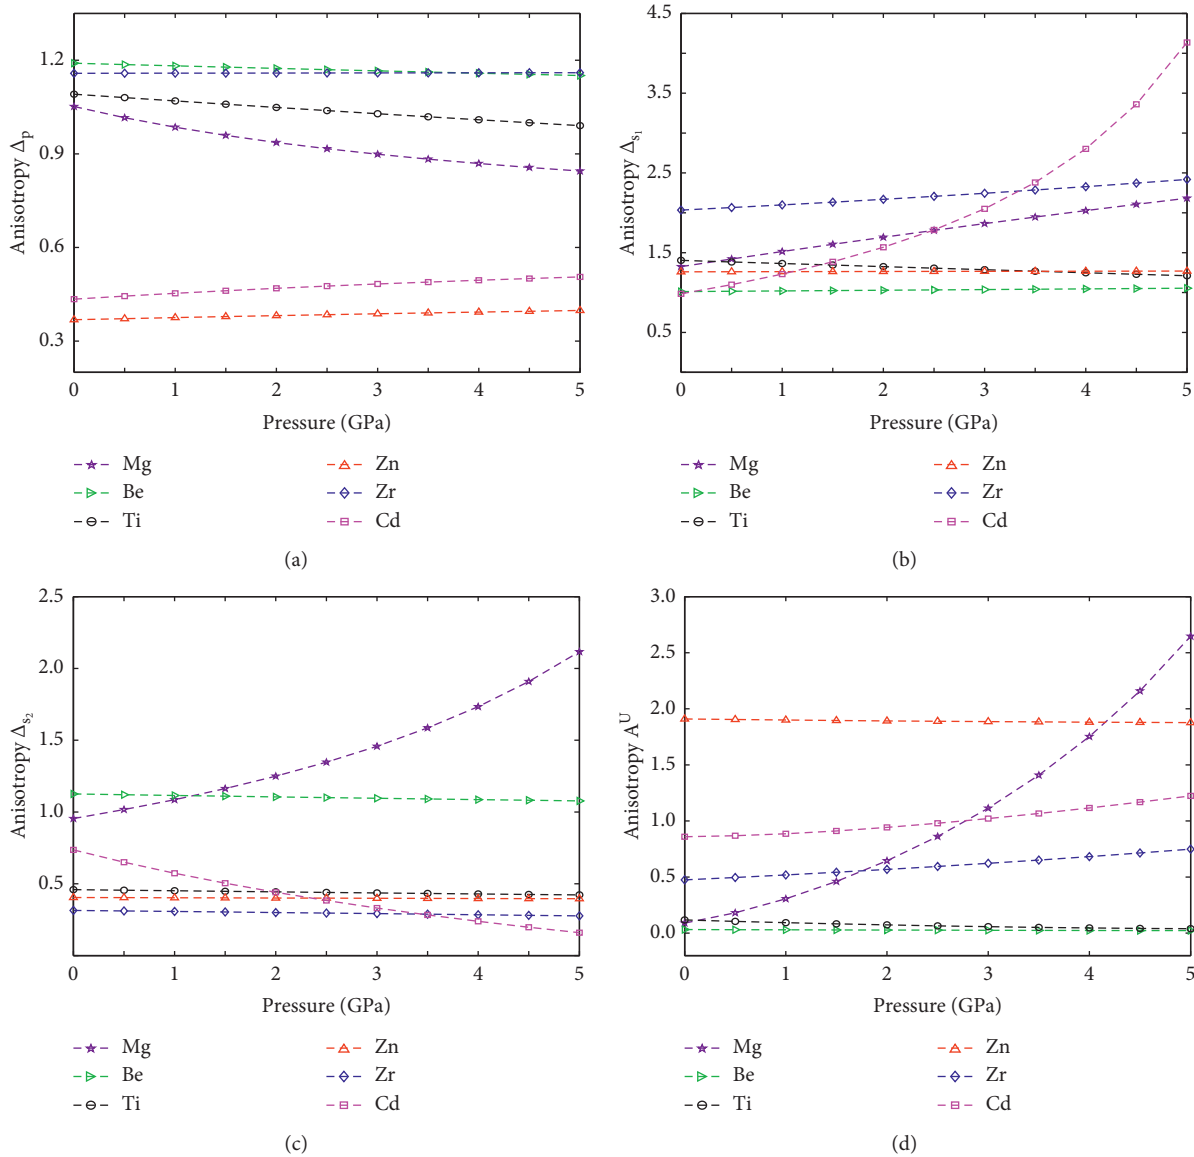 Anisotropy Δp
1.2
0.9
0.6
0.3
0 1 2 3 4 5
Pressure (GPa)
Mg Zn
Be Zr
Ti Cd
(a)
Anisotropy Δs1
4.5
3.5
2.5
1.5
0.5
0 1 2 3 4 5
Pressure (GPa)
Mg Zn
Be Zr
Ti Cd
(b)
Anisotropy Δs2
2.5
2.0
1.5
1.0
0.5
0 1 2 3 4 5
Pressure (GPa)
Mg Zn
Be Zr
Ti Cd
(c)
Anisotropy A^U
3.0
2.5
2.0
1.5
1.0
0.5
0.0
0 1 2 3 4 5
Pressure (GPa)
Mg Zn
Be Zr
Ti Cd
(d)